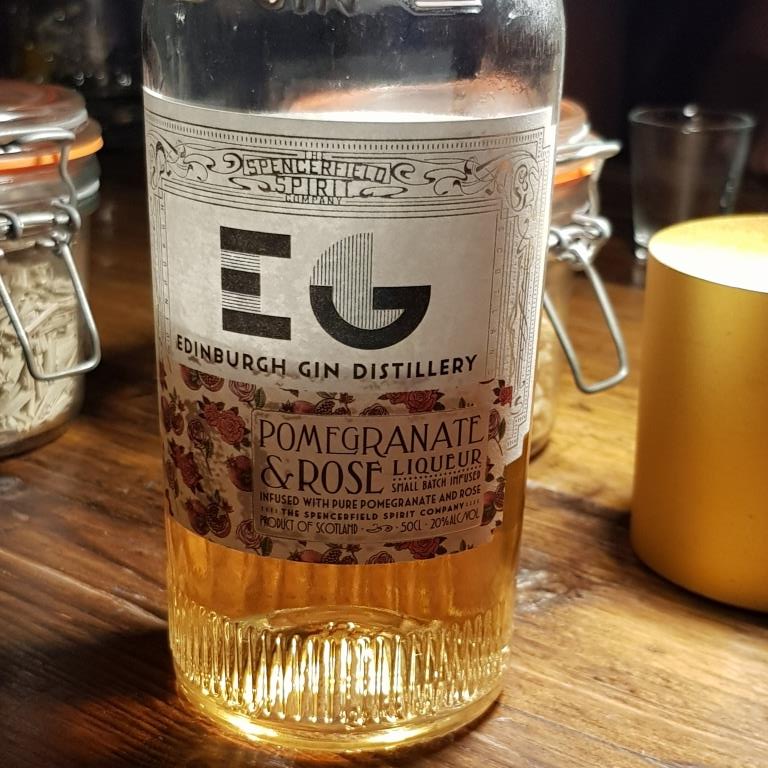 GIN
THE
SPENCERFIELD
SPIRIT
COMPANY
EG
EDINBURGH GIN DISTILLERY
POMEGRANATE
& ROSE LIQUEUR
SMALL BATCH INFUSED
INFUSED WITH PURE POMEGRANATE AND ROSE
THE SPENCERFIELD SPIRIT COMPANY
PRODUCT OF SCOTLAND · 50CL · 20%ALC/VOL